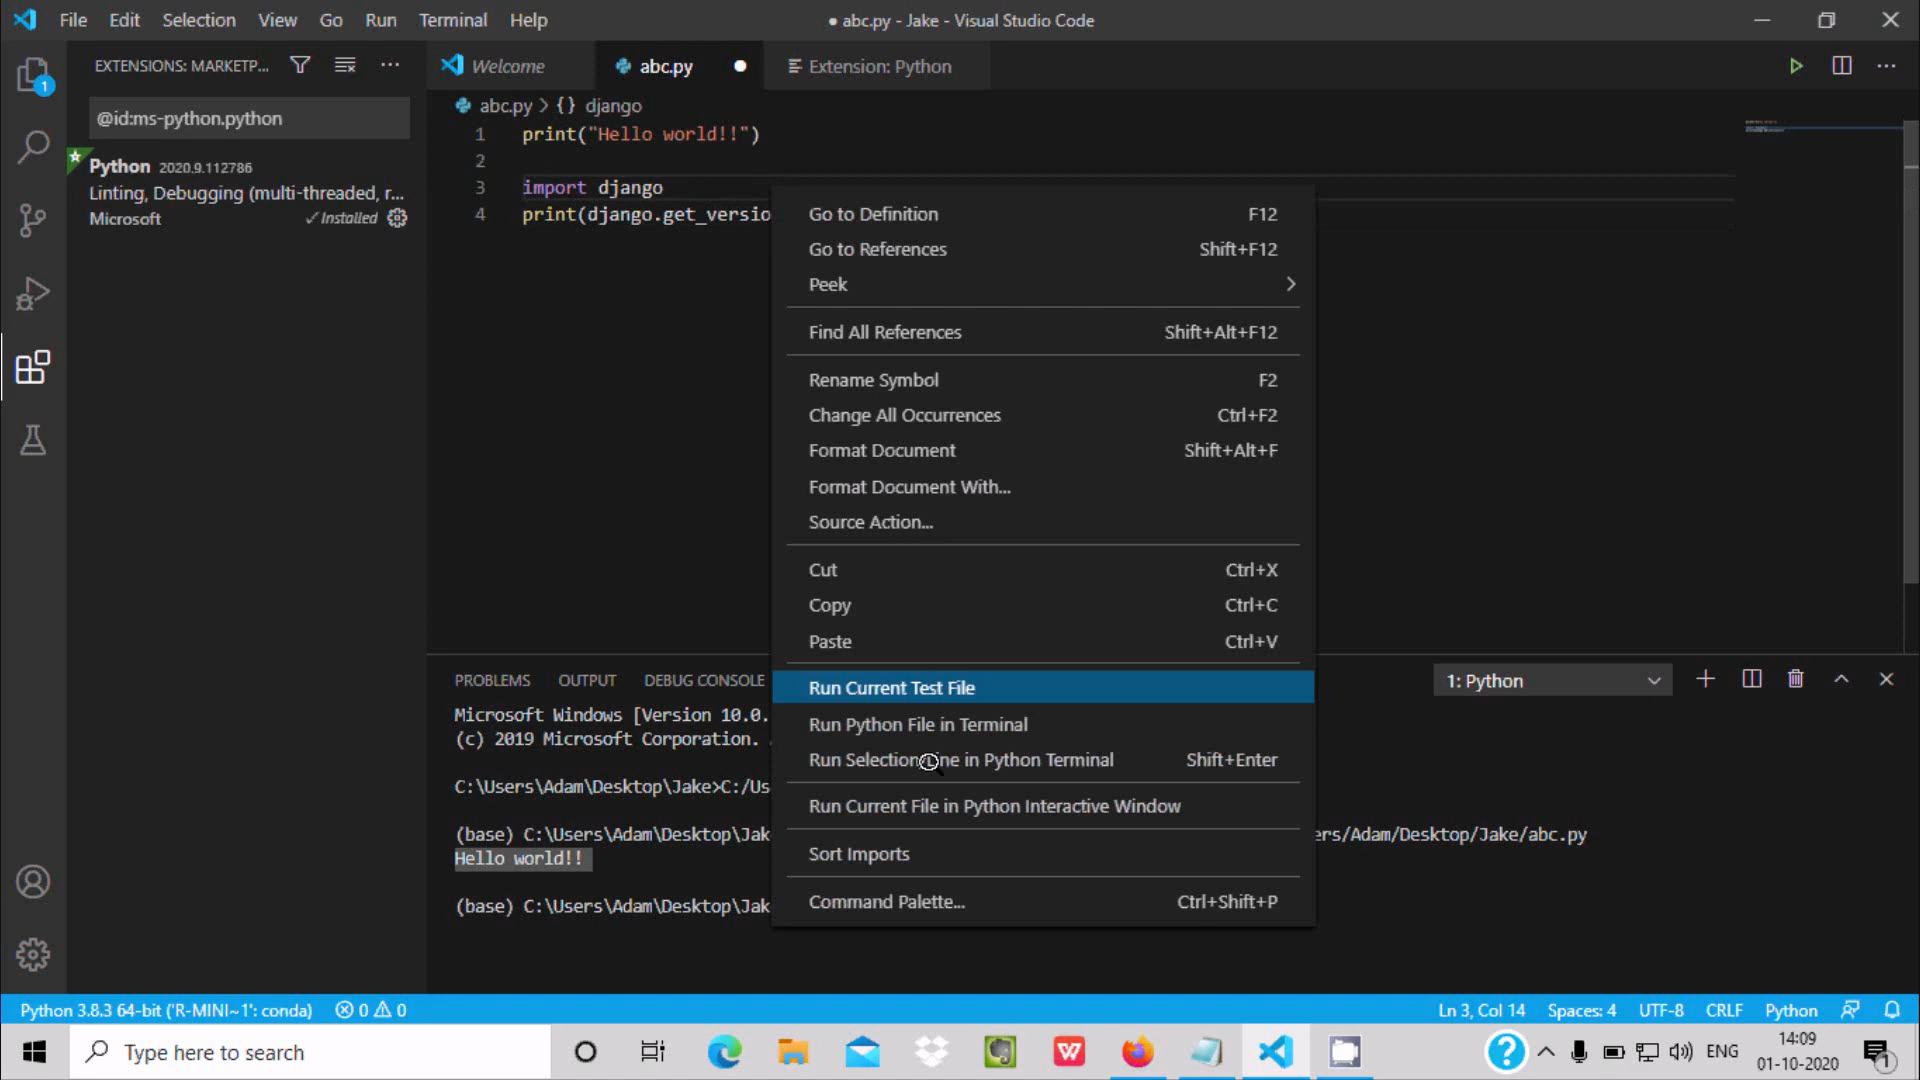 File Edit Selection View Go Run Terminal Help
● abc.py - Jake - Visual Studio Code
EXTENSIONS: MARKETP...
Welcome
abc.py
Extension: Python
1
@id:ms-python.python
abc.py > {} django
1 print("Hello world!!")
2
3 import django
4 print(django.get_versio
Python 2020.9.112786
Linting, Debugging (multi-threaded, r...
Microsoft ✓Installed
Go to Definition F12
Go to References Shift+F12
Peek
Find All References Shift+Alt+F12
Rename Symbol F2
Change All Occurrences Ctrl+F2
Format Document Shift+Alt+F
Format Document With...
Source Action...
Cut Ctrl+X
Copy Ctrl+C
Paste Ctrl+V
Run Current Test File
Run Python File in Terminal
Run Selection ne in Python Terminal Shift+Enter
Run Current File in Python Interactive Window
Sort Imports
Command Palette... Ctrl+Shift+P
PROBLEMS OUTPUT DEBUG CONSOLE
1: Python
Microsoft Windows [Version 10.0.
(c) 2019 Microsoft Corporation.
C:\Users\Adam\Desktop\Jake>C:/Us
(base) C:\Users\Adam\Desktop\Jak ers/Adam/Desktop/Jake/abc.py
Hello world!!
(base) C:\Users\Adam\Desktop\Jak
Python 3.8.3 64-bit ('R-MINI~1': conda) 0 0
Ln 3, Col 14 Spaces: 4 UTF-8 CRLF Python
Type here to search
W
?
ENG
14:09
01-10-2020
1